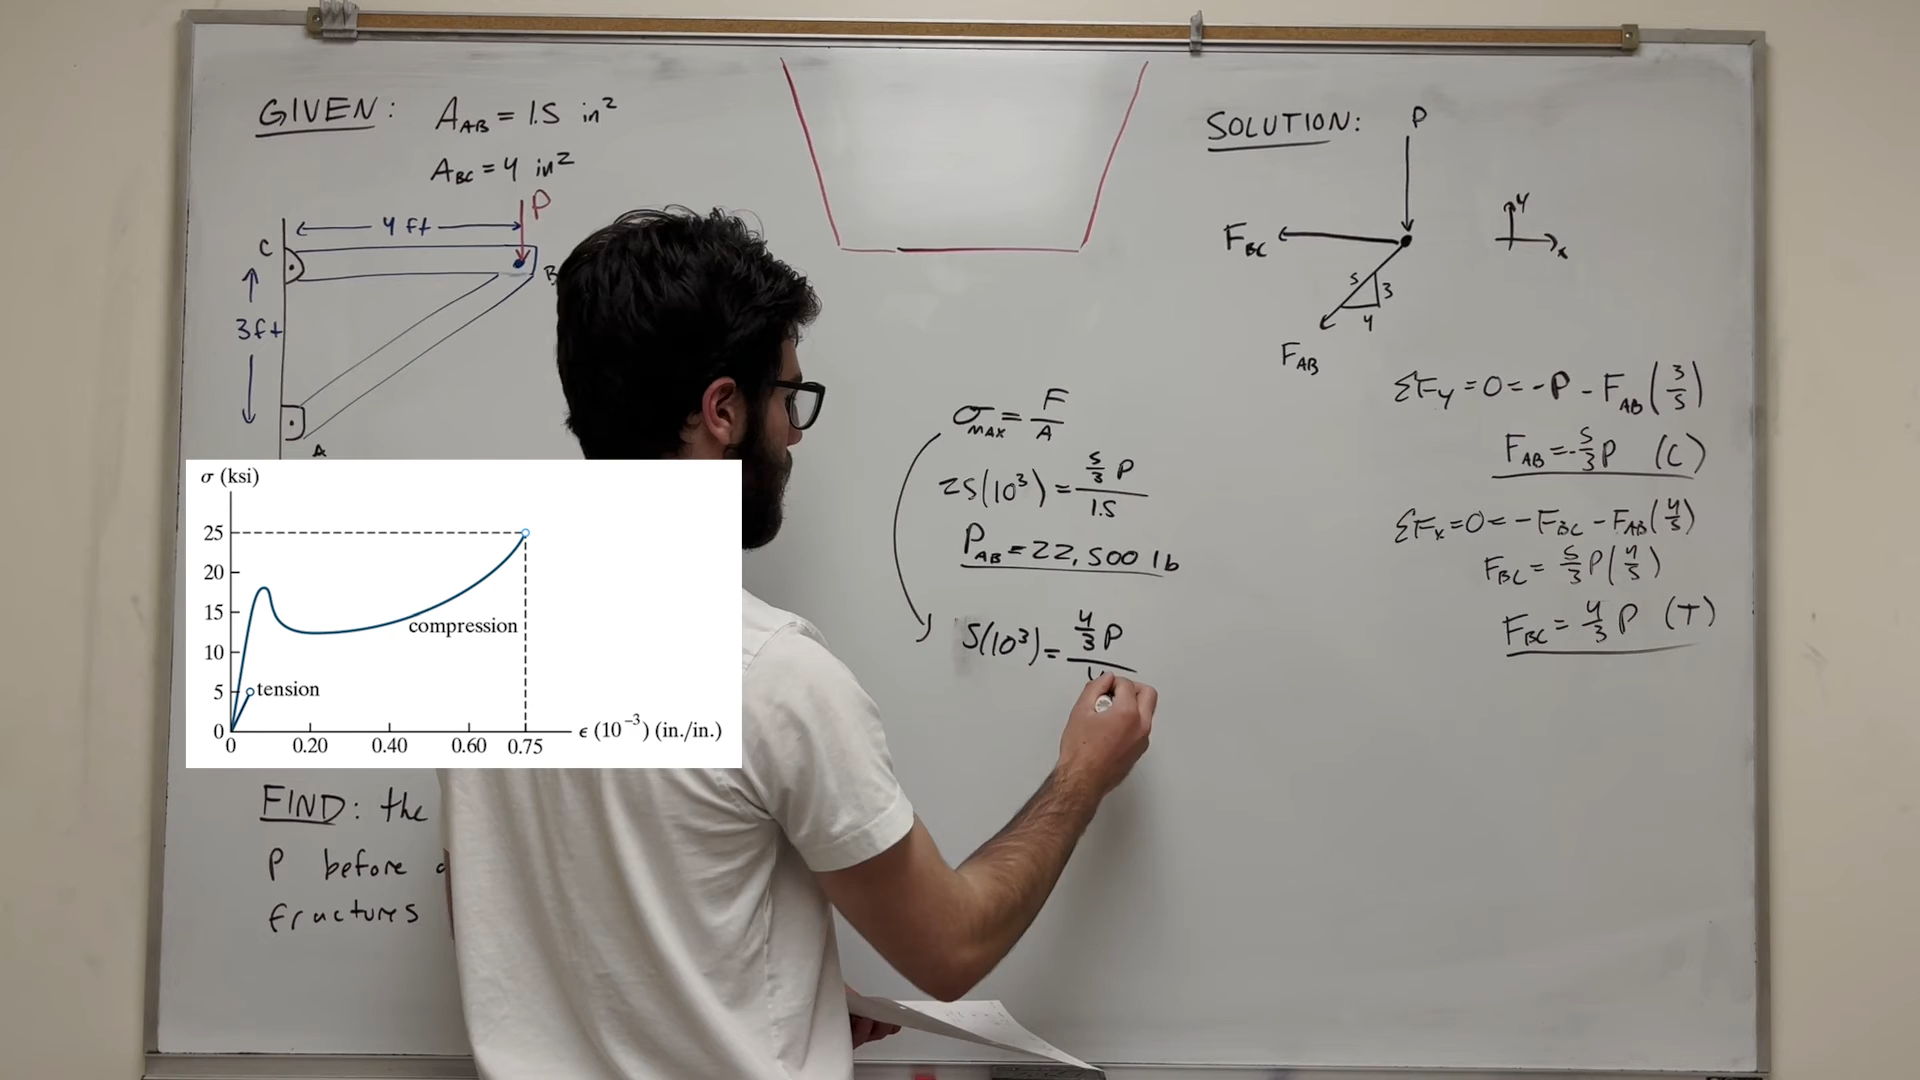 GIVEN: A_AB = 1.5 in²
A_BC = 4 in²
P
4 ft
C
B
3ft
A
σ (ksi)
25
20
15
10
5
0
compression
tension
0 0.20 0.40 0.60 0.75
ϵ (10⁻³) (in./in.)
FIND: the
P before
fractures
σ_MAX = F/A
25(10³) = (5/3 P)/1.5
P_AB = 22,500 lb
5(10³) = (4/3 P)/4
SOLUTION:
P
F_BC
y
x
5
3
4
F_AB
ΣF_y = 0 = -P - F_AB (3/5)
F_AB = -5/3 P (C)
ΣF_x = 0 = -F_BC - F_AB (4/5)
F_BC = 5/3 P (4/5)
F_BC = 4/3 P (T)